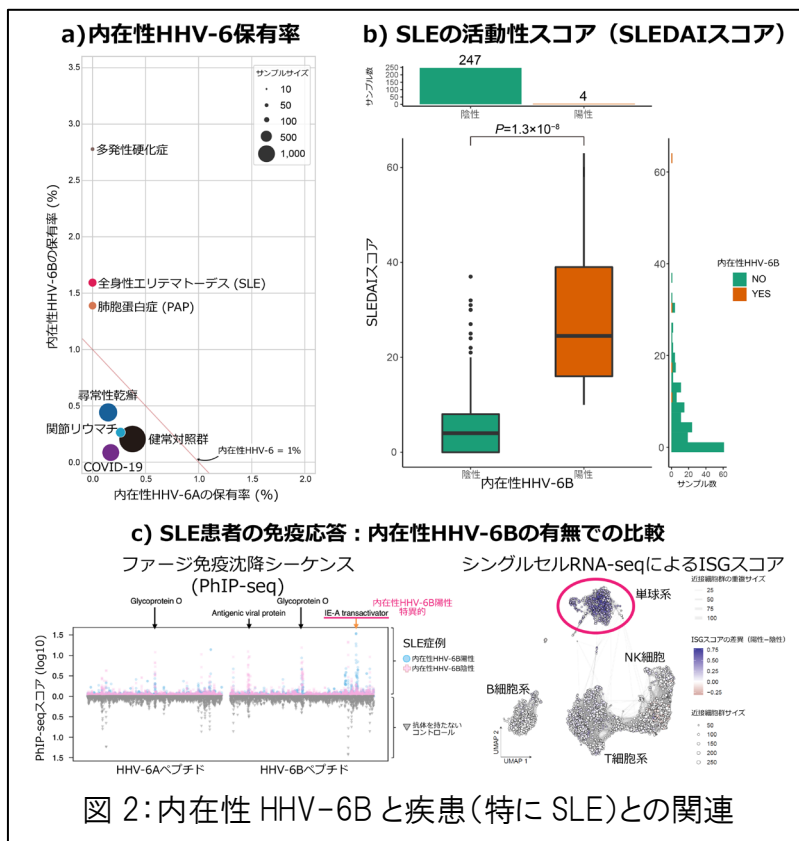 a)内在性HHV-6保有率
3.5
3.0
2.5
2.0
1.5
1.0
0.5
0.0
内在性HHV-6Bの保有率 (%)
サンプルサイズ
10
50
100
500
1,000
多発性硬化症
全身性エリテマトーデス (SLE)
肺胞蛋白症 (PAP)
尋常性乾癬
関節リウマチ
健常対照群
COVID-19
内在性HHV-6 = 1%
0.0 0.5 1.0 1.5 2.0
内在性HHV-6Aの保有率 (%)
b) SLEの活動性スコア(SLEDAIスコア)
サンプル数
250
200
150
100
50
0
247
4
陰性 陽性
P=1.3×10⁻⁸
SLEDAIスコア
60
40
20
0
陰性 陽性
内在性HHV-6B
60
40
20
0
0 20 40 60
サンプル数
内在性HHV-6B
NO
YES
c) SLE患者の免疫応答:内在性HHV-6Bの有無での比較
ファージ免疫沈降シーケンス
(PhIP-seq)
Glycoprotein O
Antigenic viral protein
Glycoprotein O
IE-A transactivator
内在性HHV-6B陽性
特異的
PhIP-seqスコア (log10)
1.5
1.0
0.5
0.0
0.5
1.0
1.5
HHV-6Aペプチド
HHV-6Bペプチド
SLE症例
内在性HHV-6B陽性
内在性HHV-6B陰性
抗体を持たない
コントロール
シングルセルRNA-seqによるISGスコア
単球系
NK細胞
B細胞系
T細胞系
UMAP 2
UMAP 1
近接細胞群の重複サイズ
25
50
75
100
ISGスコアの差異 (陽性−陰性)
0.75
0.50
0.25
0.00
−0.25
近接細胞群サイズ
50
100
150
200
250
図 2:内在性 HHV-6B と疾患(特に SLE)との関連